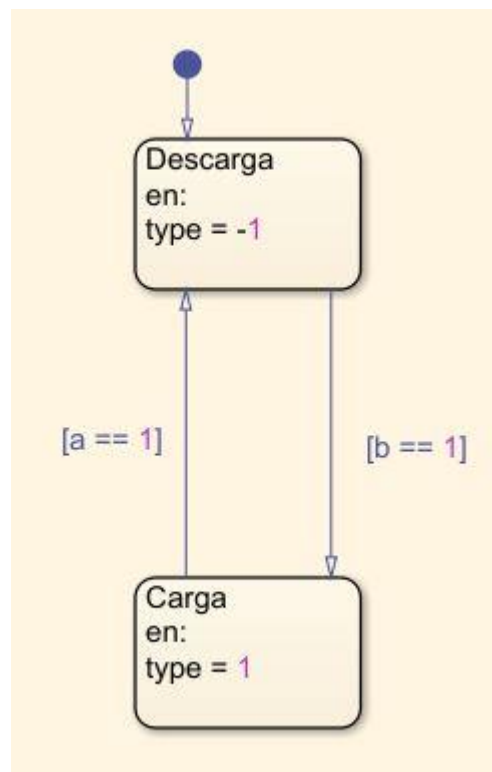 Descarga
en:
type = -1
[a == 1]
[b == 1]
Carga
en:
type = 1